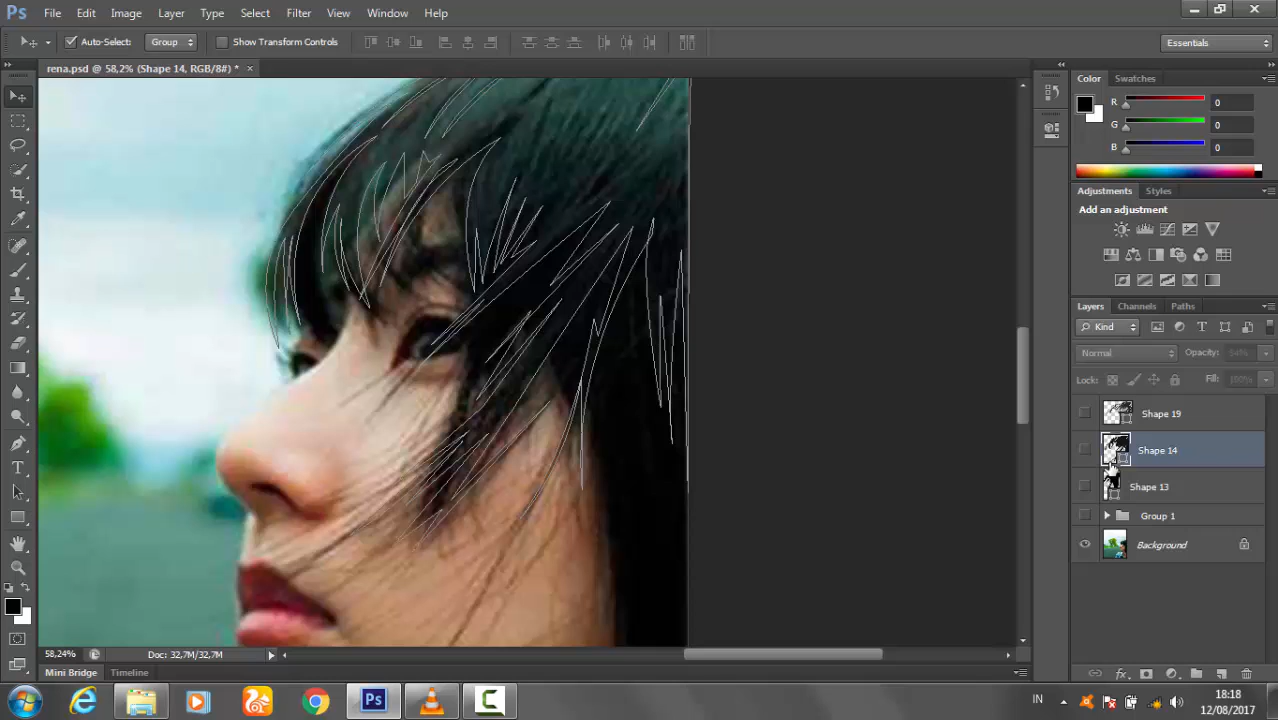 Ps File Edit Image Layer Type Select Filter View Window Help
Auto-Select: Group Show Transform Controls Essentials
rena.psd @ 58,2% (Shape 14, RGB/8#) * ×
Color Swatches
R 0
G 0
B 0
Adjustments Styles
Add an adjustment
Layers Channels Paths
Kind
Normal Opacity: 54%
Lock: Fill: 100%
Shape 19
Shape 14
Shape 13
Group 1
Background
58,24% Doc: 32,7M/32,7M
Mini Bridge Timeline
IN 18:18
12/08/2017